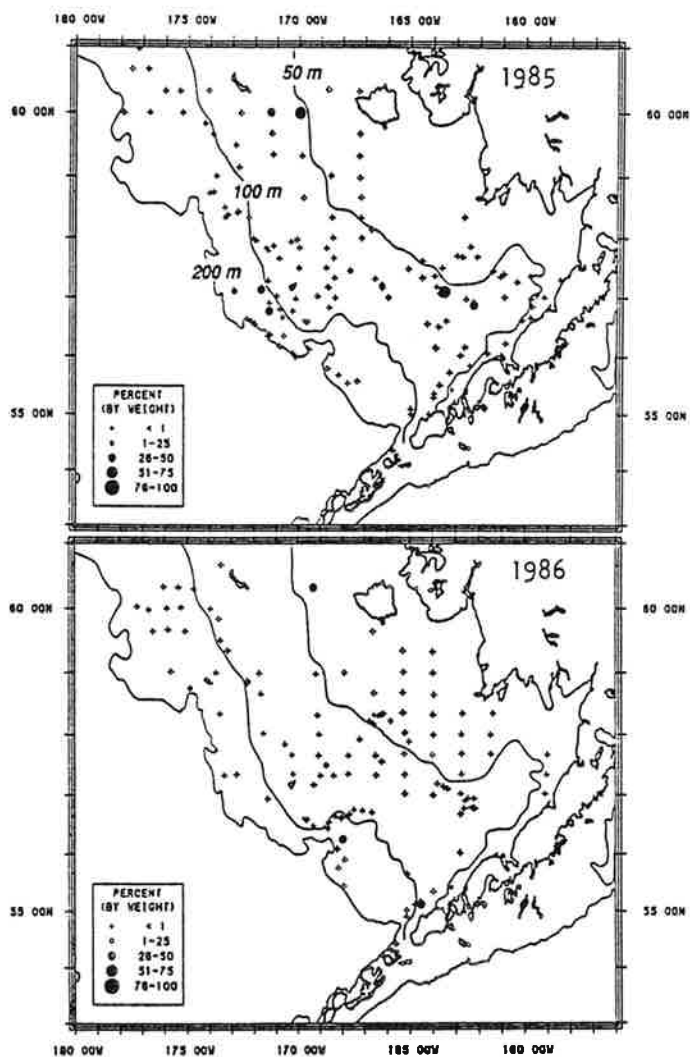 180 00W 175 00W 170 00W 165 00W 160 00W
50 m
1985
60 00N 60 00N
100 m
200 m
PERCENT
(BY WEIGHT)
< 1
1-25
26-50
51-75
76-100
55 00N 55 00N
1986
60 00N 60 00N
PERCENT
(BY WEIGHT)
< 1
1-25
26-50
51-75
76-100
55 00N 55 00N
180 00W 170 00W 165 00W 160 00W